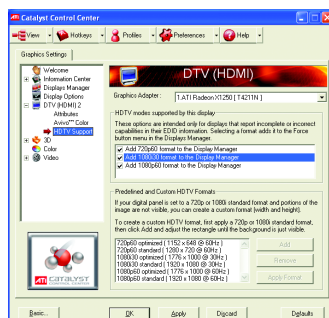 ATI Catalyst Control Center
View
Hotkeys
Profiles
Preferences
Help
Graphics Settings
Welcome
Information Center
Displays Manager
Display Options
DTV (HDMI) 2
Attributes
Avivo™ Color
HDTV Support
3D
Color
Video
ATI CATALYST
CONTROL CENTER
DTV (HDMI)
Graphics Adapter :
1.ATI Radeon X1250 [ T4211N ]
HDTV modes supported by this display
These options are intended only for displays that report incomplete or incorrect
capabilities in their EDID information. Selecting a format adds it to the Force
button menu in the Displays Manager.
Add 720p60 format to the Display Manager
Add 1080i30 format to the Display Manager
Add 1080p60 format to the Display Manager
Predefined and Custom HDTV Formats
If your digital panel is set to a 720p or 1080i standard format and portions of the
image are not visible, you can create a custom format (width and height).
To create a custom HDTV format, first apply a 720p or 1080i standard format,
then click Add and adjust the rectangle until the background is just visible.
720p60 optimized ( 1152 x 648 @ 60Hz )
720p60 standard ( 1280 x 720 @ 60Hz )
1080i30 optimized ( 1776 x 1000 @ 30Hz )
1080i30 standard ( 1920 x 1080 @ 30Hz )
1080p60 optimized ( 1776 x 1000 @ 60Hz )
1080p60 standard ( 1920 x 1080 @ 60Hz )
Add
Remove
Apply Format
Basic...
OK
Apply
Discard
Defaults